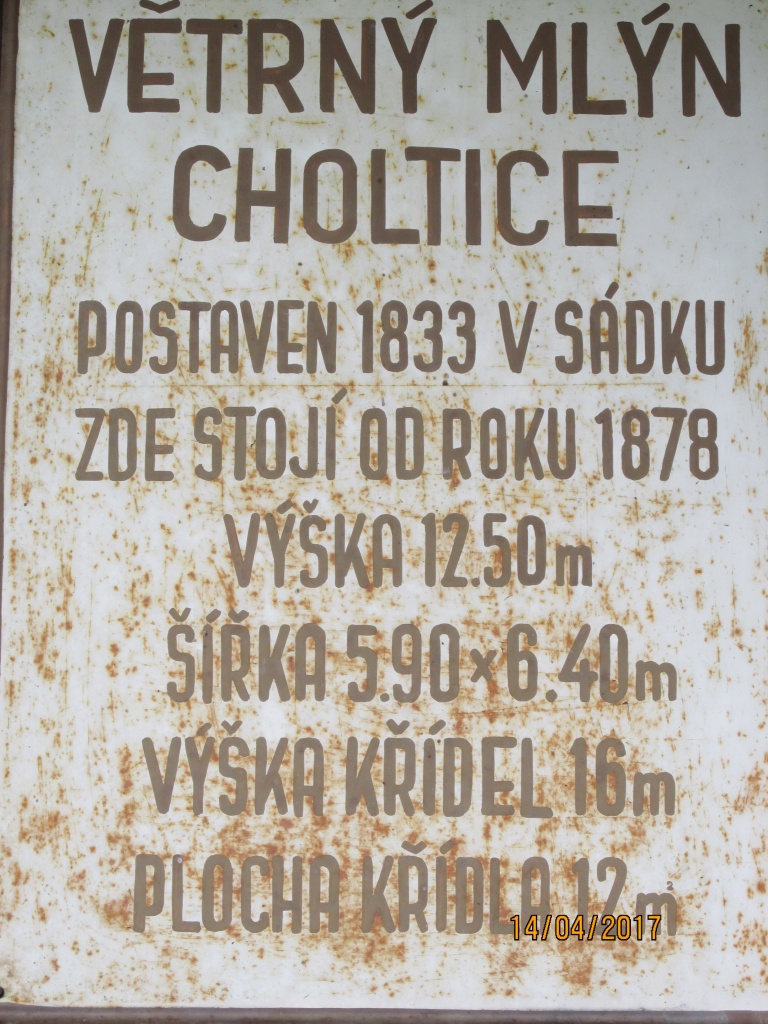 VĚTRNÝ MLÝN
CHOLTICE
POSTAVEN 1833 V SÁDKU
ZDE STOJÍ OD ROKU 1878
VÝŠKA 12.50m
ŠÍŘKA 5.90×6.40m
VÝŠKA KŘÍDEL 16m
PLOCHA KŘÍDLA 12m²
14/04/2017